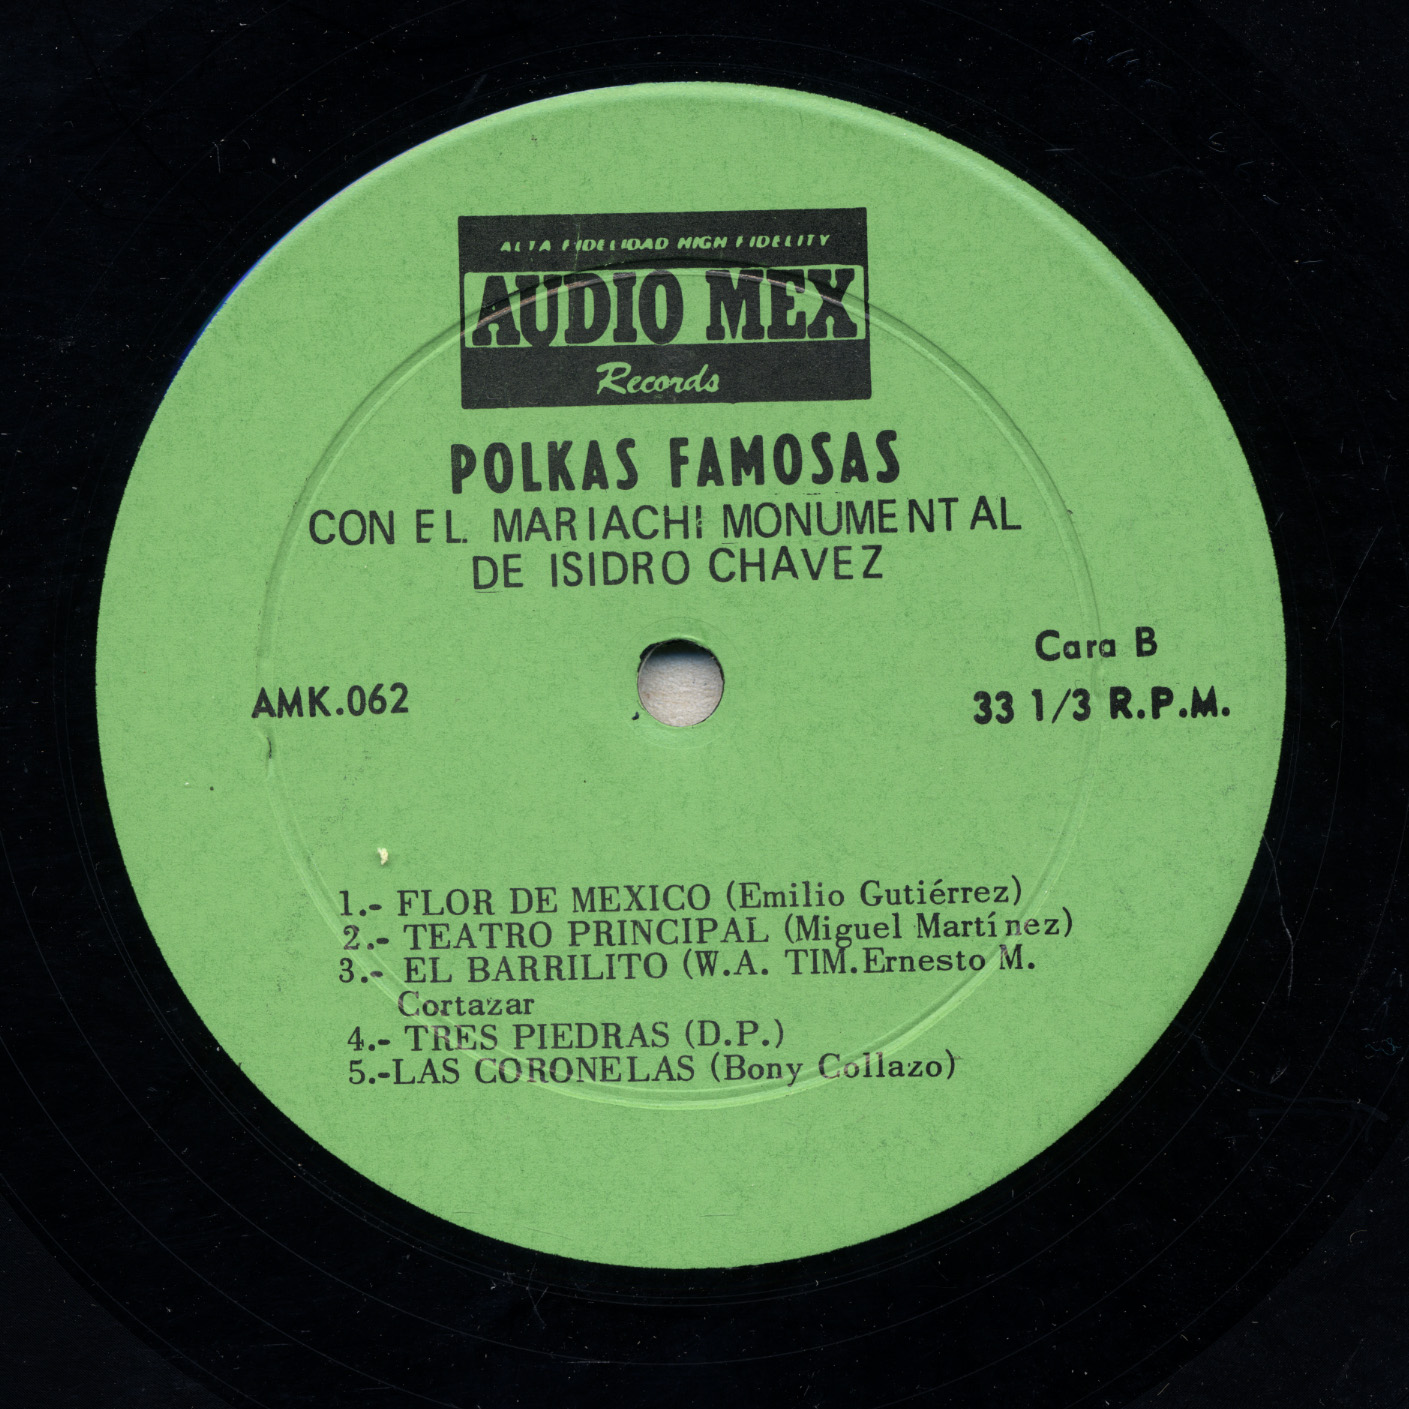 ALTA FIDELIDAD HIGH FIDELITY
AUDIO MEX
Records
POLKAS FAMOSAS
CON EL MARIACHI MONUMENTAL
DE ISIDRO CHAVEZ
Cara B
AMK.062
33 1/3 R.P.M.
1.- FLOR DE MEXICO (Emilio Gutiérrez)
2.- TEATRO PRINCIPAL (Miguel Martínez)
3.- EL BARRILITO (W.A. TIM.Ernesto M.
Cortazar
4.- TRES PIEDRAS (D.P.)
5.-LAS CORONELAS (Bony Collazo)